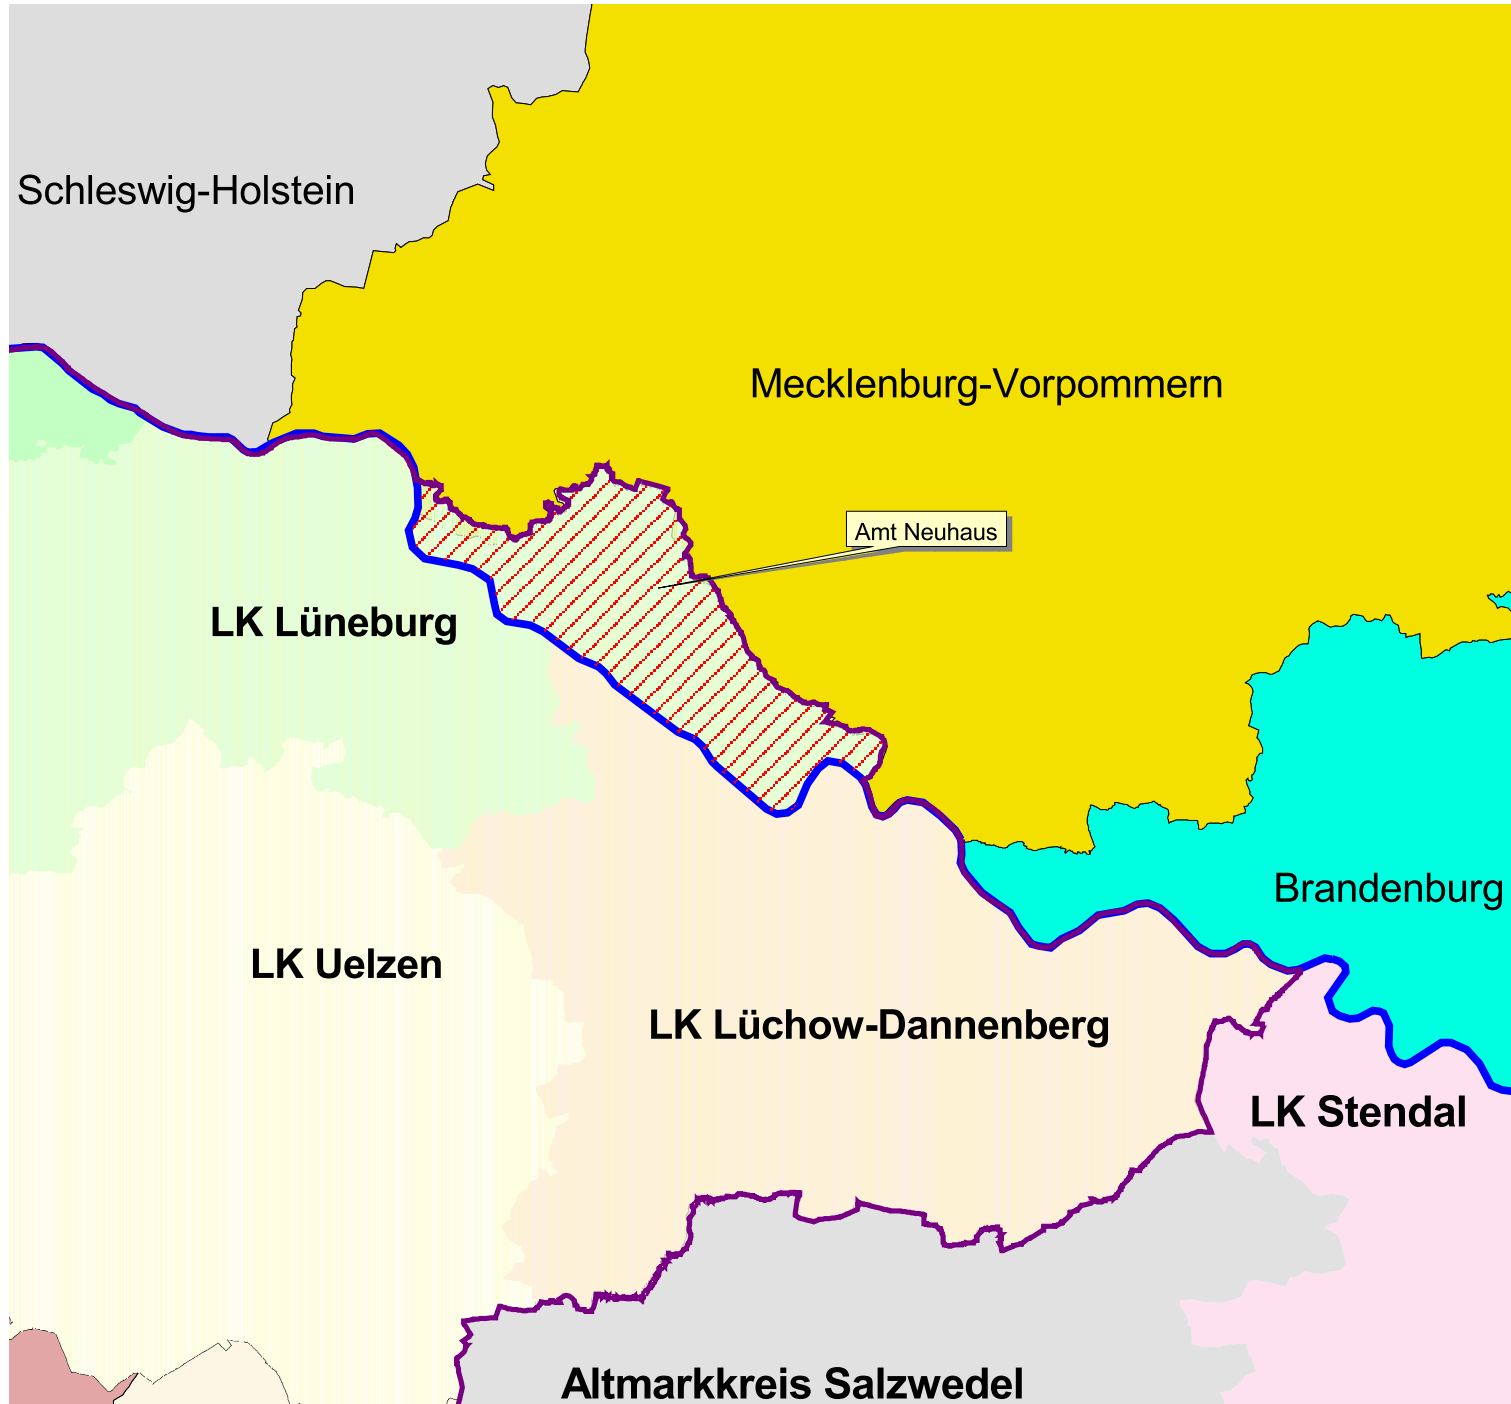 Schleswig-Holstein
Mecklenburg-Vorpommern
Amt Neuhaus
LK Lüneburg
Brandenburg
LK Uelzen
LK Lüchow-Dannenberg
LK Stendal
Altmarkkreis Salzwedel